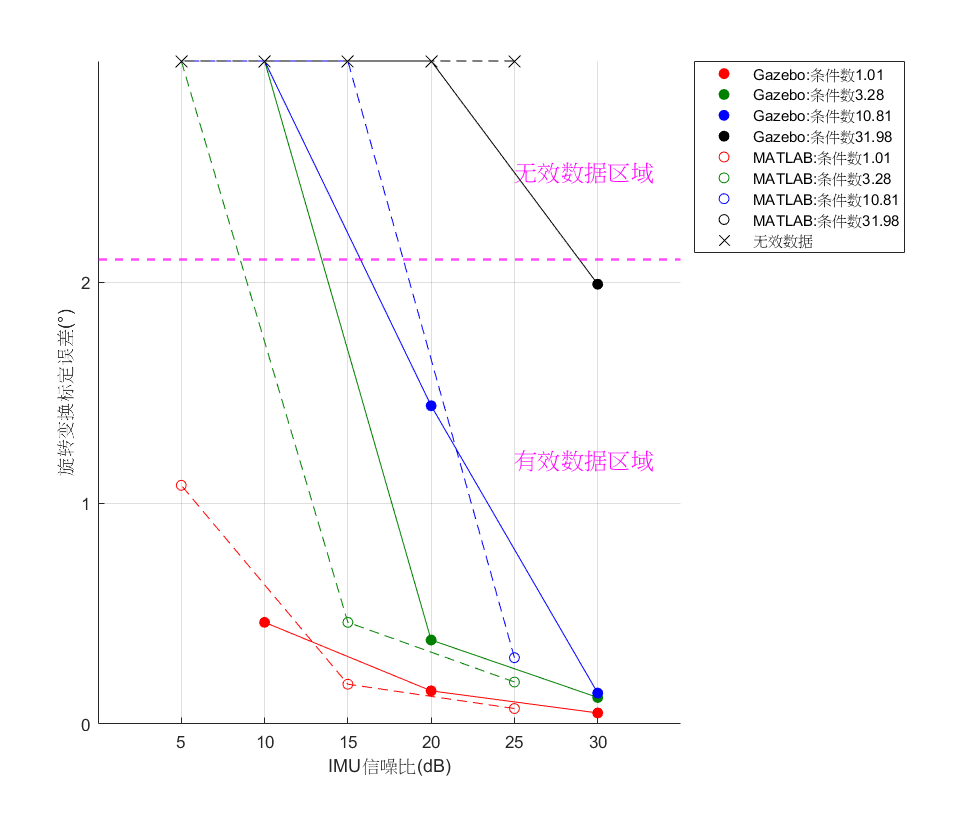 Gazebo:条件数1.01
Gazebo:条件数3.28
Gazebo:条件数10.81
Gazebo:条件数31.98
MATLAB:条件数1.01
MATLAB:条件数3.28
MATLAB:条件数10.81
MATLAB:条件数31.98
无效数据
无效数据区域
有效数据区域
旋转变换标定误差(°)
2
1
0
5
10
15
20
25
30
IMU信噪比(dB)